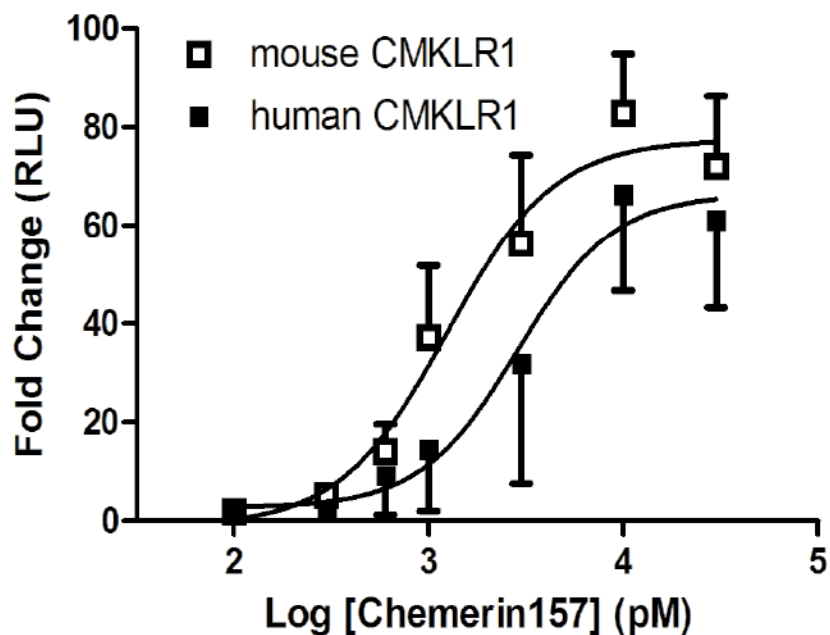 100
80
60
40
20
0
Fold Change (RLU)
mouse CMKLR1
human CMKLR1
2 3 4 5
Log [Chemerin157] (pM)